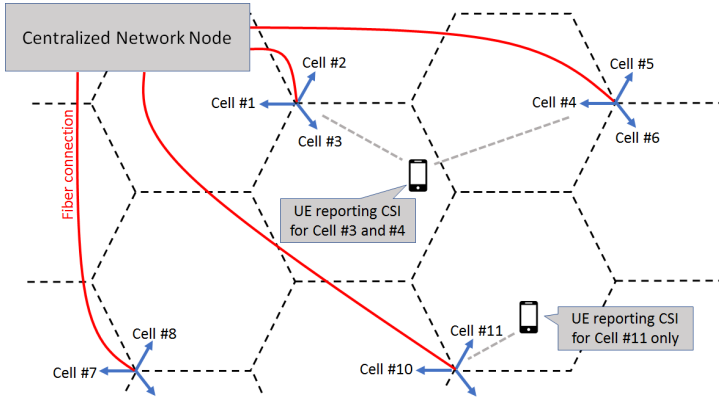 Centralized Network Node
Cell #2
Cell #5
Cell #1
Cell #4
Cell #3
Cell #6
Fiber connection
UE reporting CSI
for Cell #3 and #4
Cell #8
Cell #11
UE reporting CSI
for Cell #11 only
Cell #7
Cell #10